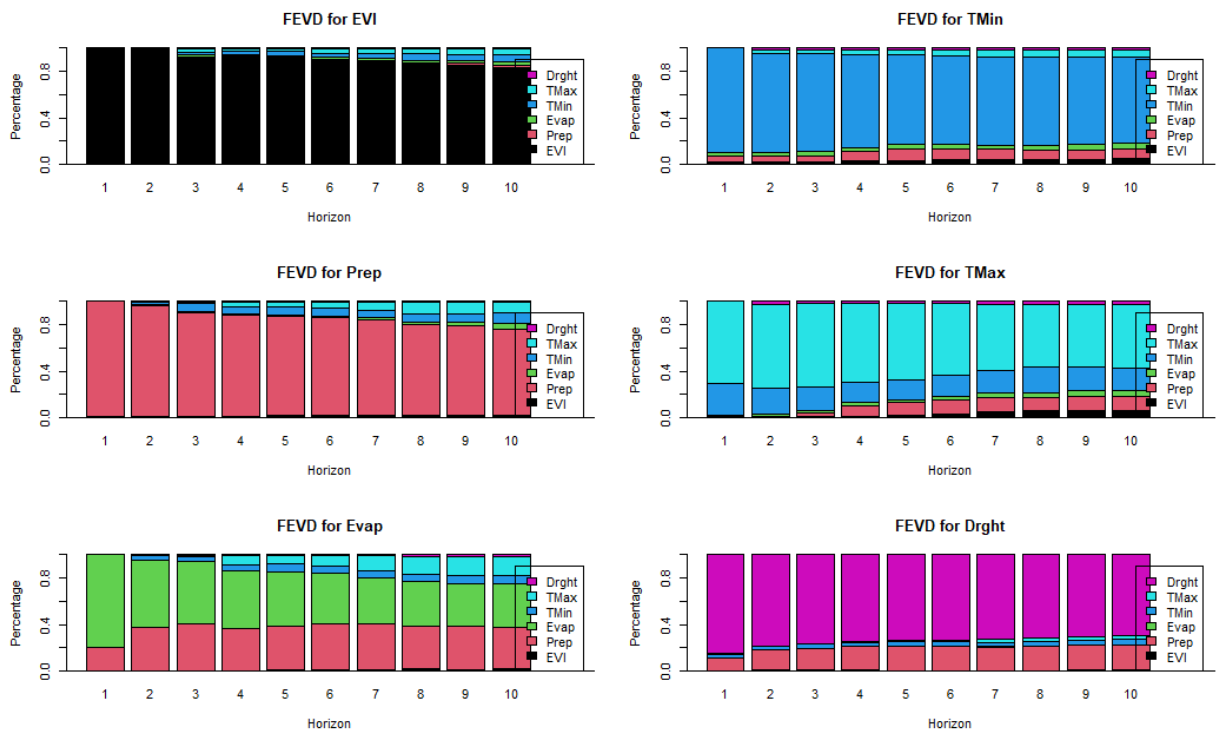 FEVD for EVI
Percentage
0.0 0.4 0.8
Drght
TMax
TMin
Evap
Prep
EVI
1 2 3 4 5 6 7 8 9 10
Horizon
FEVD for TMin
Percentage
0.0 0.4 0.8
Drght
TMax
TMin
Evap
Prep
EVI
1 2 3 4 5 6 7 8 9 10
Horizon
FEVD for Prep
Percentage
0.0 0.4 0.8
Drght
TMax
TMin
Evap
Prep
EVI
1 2 3 4 5 6 7 8 9 10
Horizon
FEVD for TMax
Percentage
0.0 0.4 0.8
Drght
TMax
TMin
Evap
Prep
EVI
1 2 3 4 5 6 7 8 9 10
Horizon
FEVD for Evap
Percentage
0.0 0.4 0.8
Drght
TMax
TMin
Evap
Prep
EVI
1 2 3 4 5 6 7 8 9 10
Horizon
FEVD for Drght
Percentage
0.0 0.4 0.8
Drght
TMax
TMin
Evap
Prep
EVI
1 2 3 4 5 6 7 8 9 10
Horizon